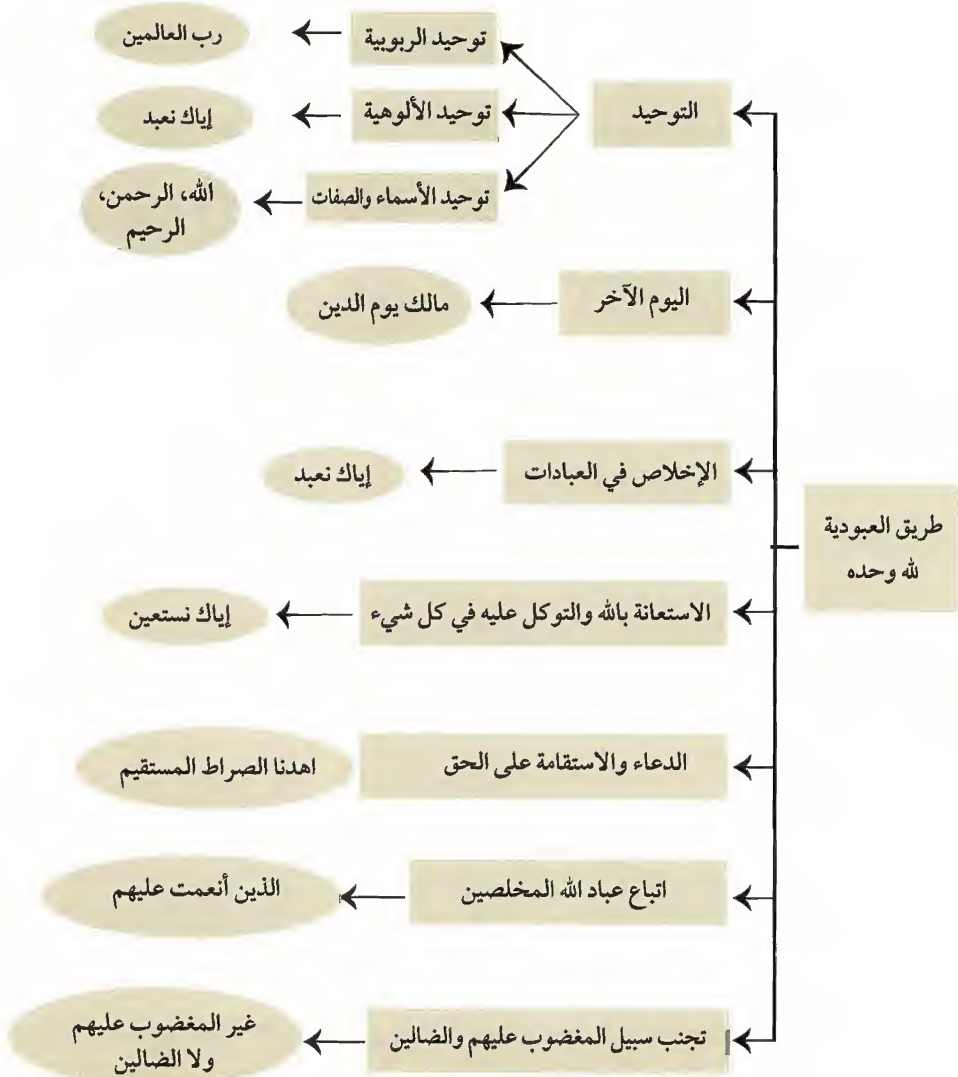 توحيد الربوبية
رب العالمين
التوحيد
توحيد الألوهية
إياك نعبد
توحيد الأسماء والصفات
الله، الرحمن،
الرحيم
اليوم الآخر
مالك يوم الدين
الإخلاص في العبادات
إياك نعبد
طريق العبودية
لله وحده
الاستعانة بالله والتوكل عليه في كل شيء
إياك نستعين
الدعاء والاستقامة على الحق
اهدنا الصراط المستقيم
اتباع عباد الله المخلصين
الذين أنعمت عليهم
تجنب سبيل المغضوب عليهم والضالين
غير المغضوب عليهم
ولا الضالين